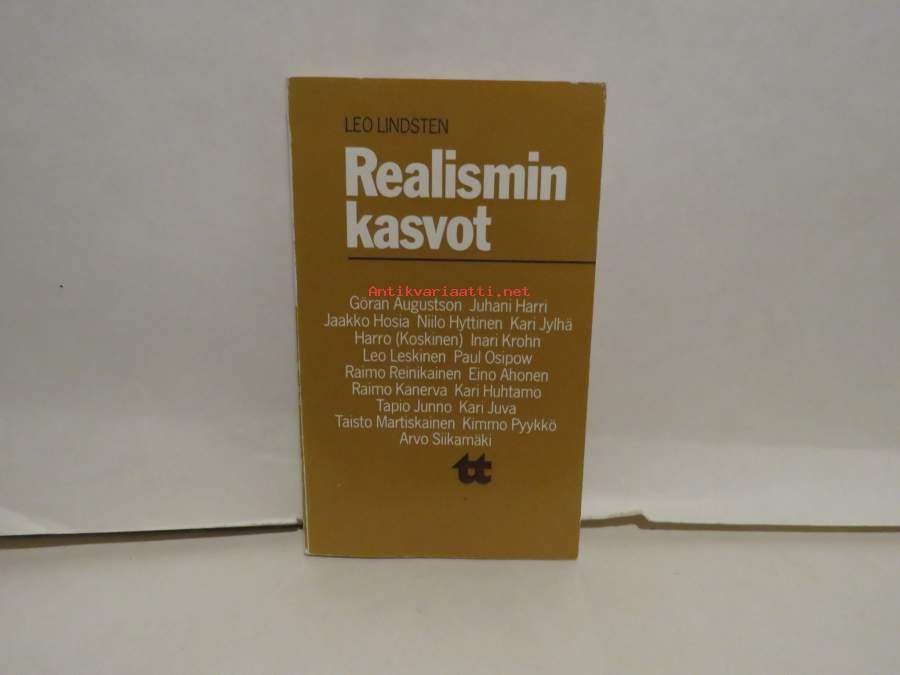 LEO LINDSTEN
Realismin
kasvot
Antikvariaatti.net
Göran Augustson Juhani Harri
Jaakko Hosia Niilo Hyttinen Kari Jylhä
Harro (Koskinen) Inari Krohn
Leo Leskinen Paul Osipow
Raimo Reinikainen Eino Ahonen
Raimo Kanerva Kari Huhtamo
Tapio Junno Kari Juva
Taisto Martiskainen Kimmo Pyykkö
Arvo Siikamäki
tt